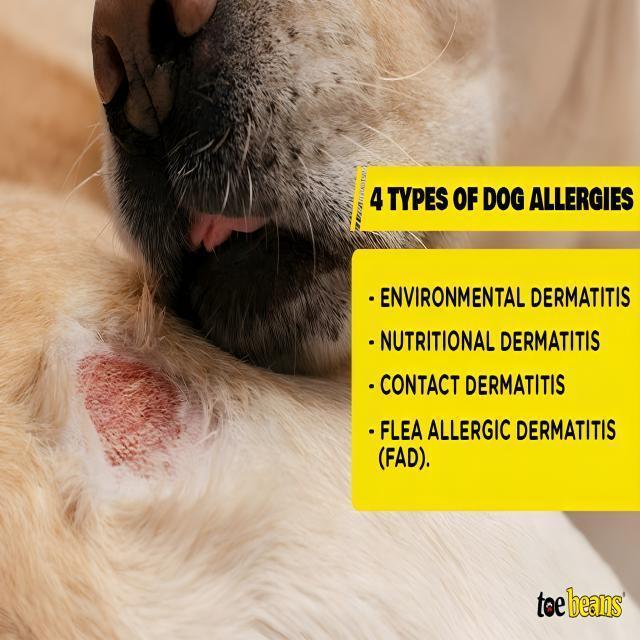 4 TYPES OF DOG ALLERGIES
- ENVIRONMENTAL DERMATITIS
- NUTRITIONAL DERMATITIS
- CONTACT DERMATITIS
- FLEA ALLERGIC DERMATITIS
(FAD).
toe beans